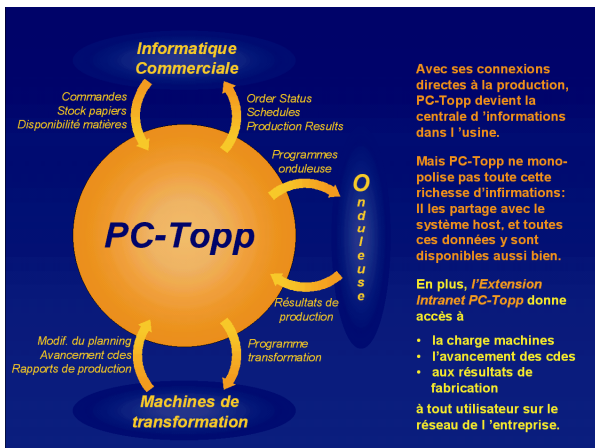 Informatique
Commerciale
Commandes
Stock papiers
Disponibilité matières
Order Status
Schedules
Production Results
Programmes
onduleuse
Onduleuse
PC-Topp
Résultats de
production
Modif. du planning
Avancement cdes
Rapports de production
Programme
transformation
Machines de
transformation
Avec ses connexions
directes à la production,
PC-Topp devient la
centrale d 'informations
dans l 'usine.
Mais PC-Topp ne mono-
polise pas toute cette
richesse d'infirmations:
Il les partage avec le
système host, et toutes
ces données y sont
disponibles aussi bien.
En plus, l'Extension
Intranet PC-Topp donne
accès à
• la charge machines
• l'avancement des cdes
• aux résultats de
fabrication
à tout utilisateur sur le
réseau de l 'entreprise.